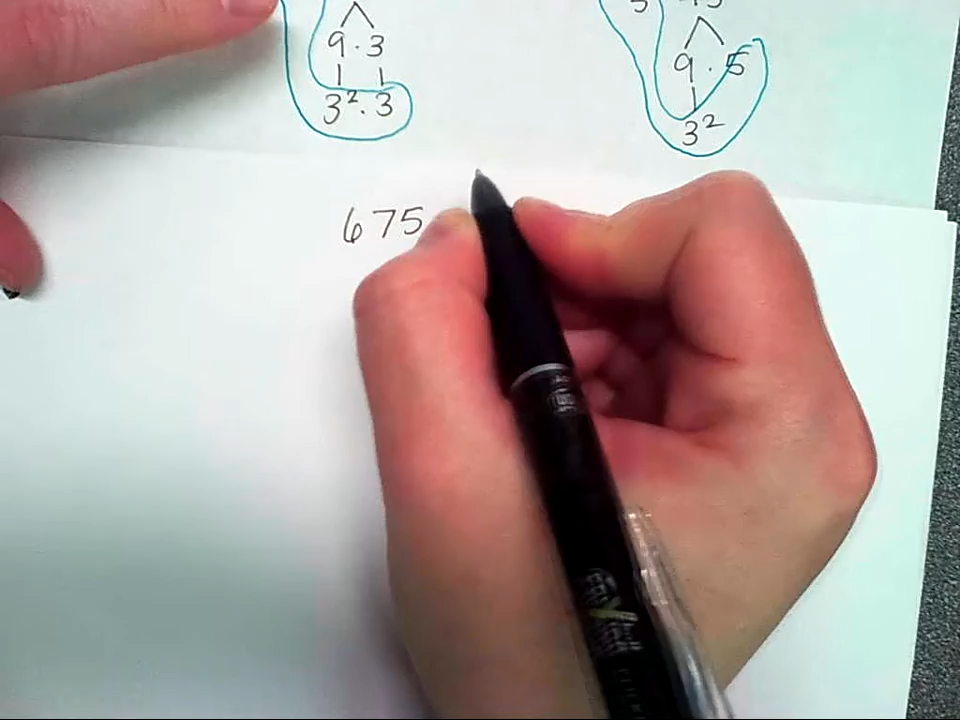 9 · 3
3² · 3
9 · 5
3²
675